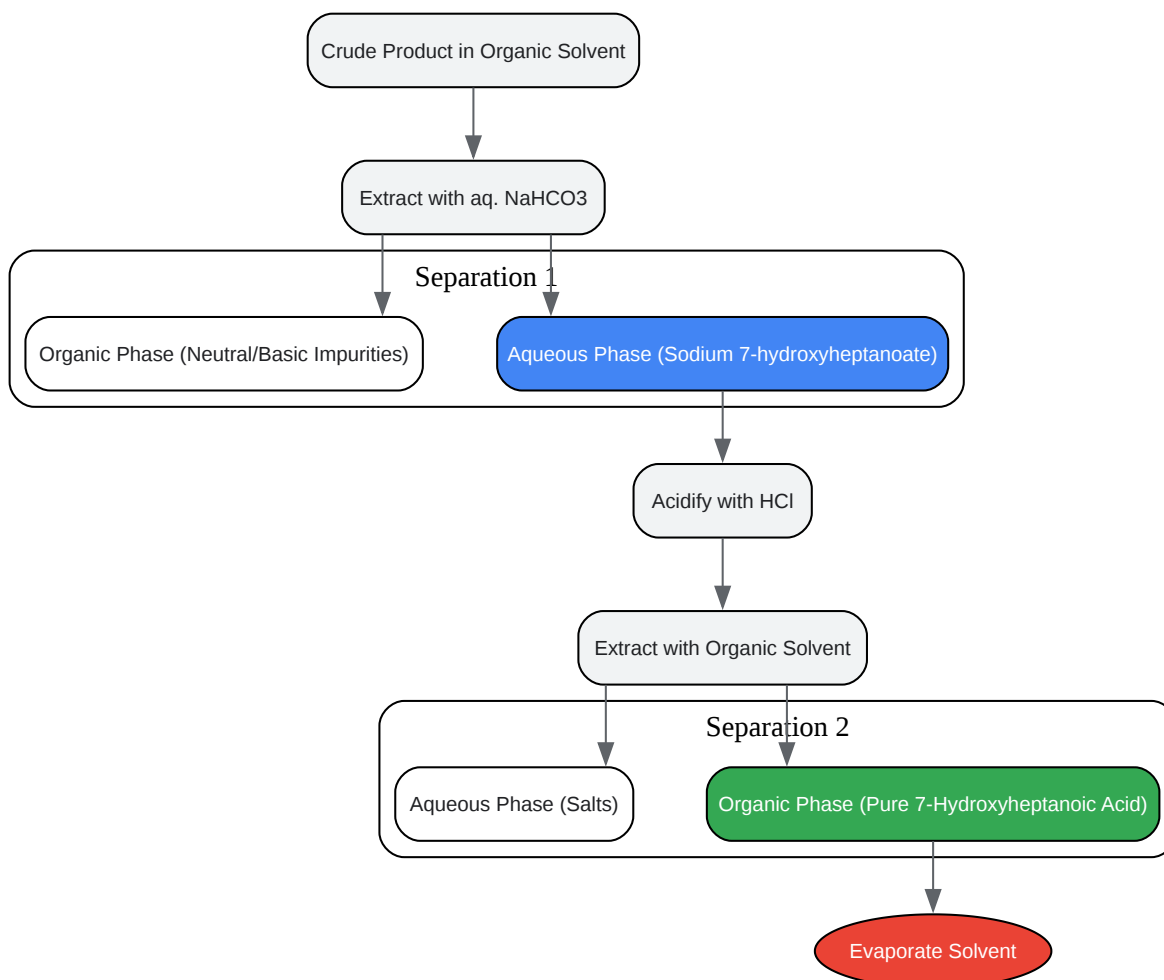 Crude Product in Organic Solvent
Extract with aq. NaHCO3
Separation 1
Organic Phase (Neutral/Basic Impurities)
Aqueous Phase (Sodium 7-hydroxyheptanoate)
Acidify with HCl
Extract with Organic Solvent
Separation 2
Aqueous Phase (Salts)
Organic Phase (Pure 7-Hydroxyheptanoic Acid)
Evaporate Solvent